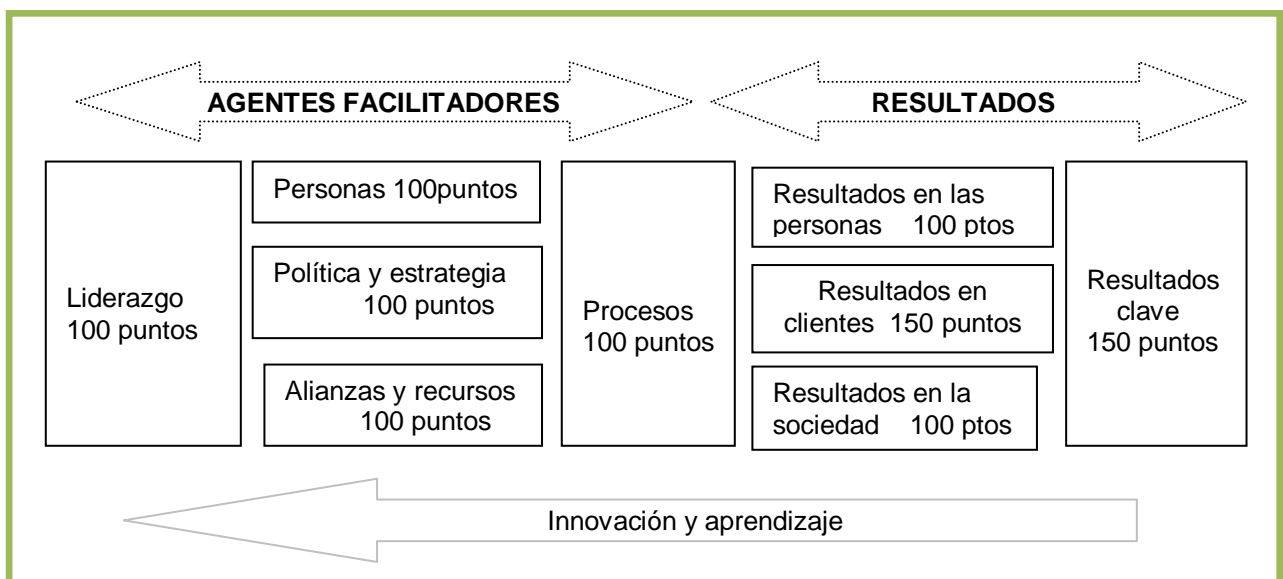 AGENTES FACILITADORES
RESULTADOS
Liderazgo
100 puntos
Personas 100puntos
Política y estrategia
100 puntos
Alianzas y recursos
100 puntos
Procesos
100 puntos
Resultados en las
personas 100 ptos
Resultados en
clientes 150 puntos
Resultados en la
sociedad 100 ptos
Resultados
clave
150 puntos
Innovación y aprendizaje